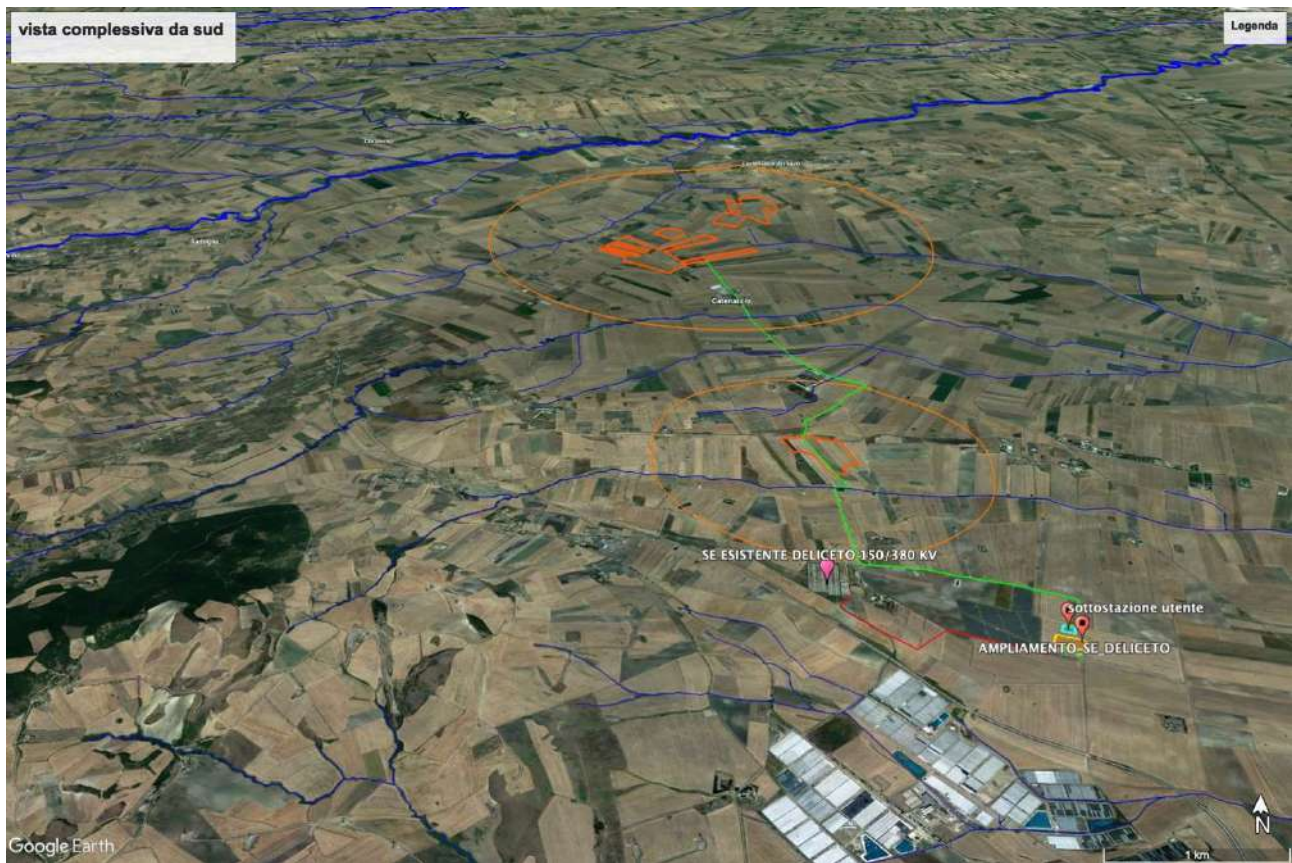 vista complessiva da sud
Legenda
SE ESISTENTE DELICETO 150/380 KV
sottostazione utente
AMPLIAMENTO SE DELICETO
Google Earth
N
1 km